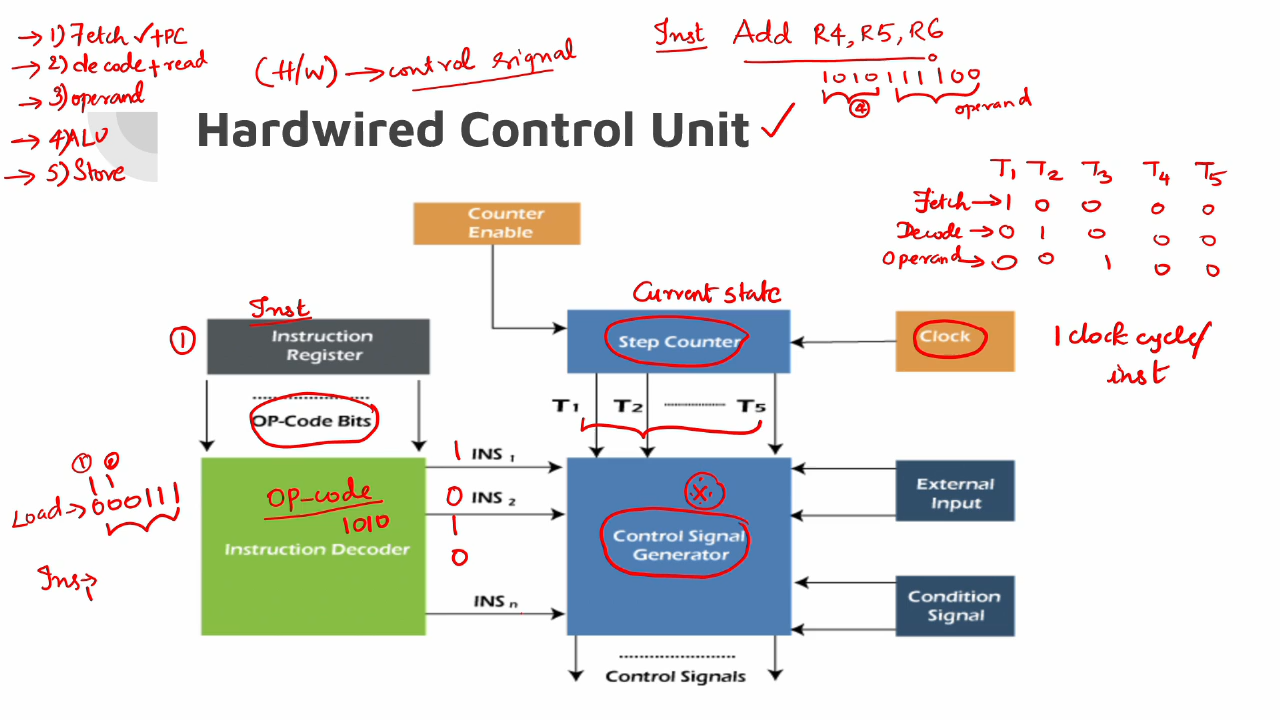 → 1) Fetch ✓ + PC
→ 2) decode + read
→ 3) operand
→ 4) ALU
→ 5) Store
(H/W) → control signal
Inst Add R4, R5, R6
1010111100
④
operand
Hardwired Control Unit ✓
T1 T2 T3 T4 T5
Fetch → 1 0 0 0 0
Decode → 0 1 0 0 0
Operand → 0 0 1 0 0
Counter
Enable
Current state
Inst
①
Instruction
Register
Step Counter
Clock
1 clock cycle/
inst
OP-Code Bits
T1 T2 T5
1 INS 1
0 INS 2
1
0
INS n
OP-code
1010
Instruction Decoder
Load → 000111
Ins →
1
X
Control Signal
Generator
External
Input
Condition
Signal
Control Signals